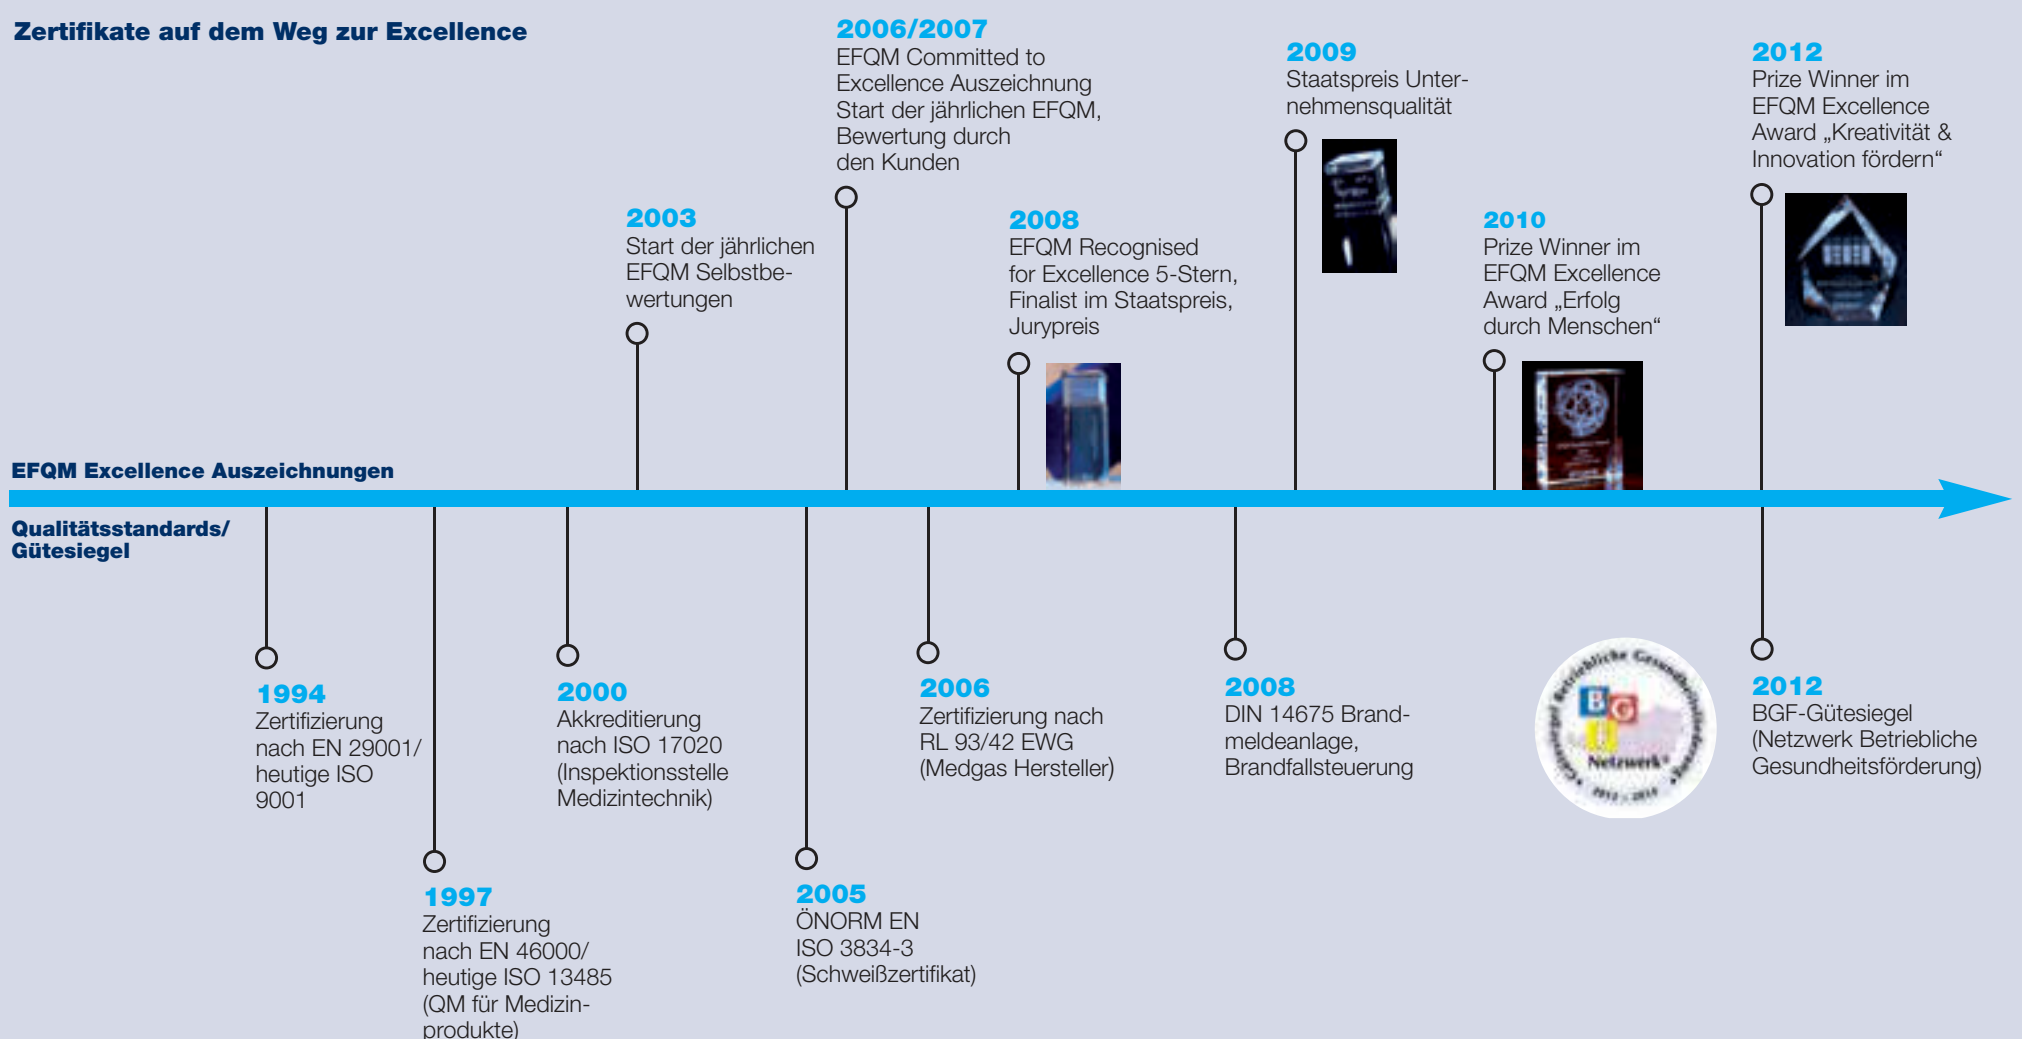 Zertifikate auf dem Weg zur Excellence
2006/2007
EFQM Committed to
Excellence Auszeichnung
Start der jährlichen EFQM,
Bewertung durch
den Kunden
2009
Staatspreis Unter-
nehmensqualität
2012
Prize Winner im
EFQM Excellence
Award „Kreativität &
Innovation fördern“
2003
Start der jährlichen
EFQM Selbstbe-
wertungen
2008
EFQM Recognised
for Excellence 5-Stern,
Finalist im Staatspreis,
Jurypreis
2010
Prize Winner im
EFQM Excellence
Award „Erfolg
durch Menschen“
EFQM Excellence Auszeichnungen
Qualitätsstandards/
Gütesiegel
1994
Zertifizierung
nach EN 29001/
heutige ISO
9001
1997
Zertifizierung
nach EN 46000/
heutige ISO 13485
(QM für Medizin-
produkte)
2000
Akkreditierung
nach ISO 17020
(Inspektionsstelle
Medizintechnik)
2005
ÖNORM EN
ISO 3834-3
(Schweißzertifikat)
2006
Zertifizierung nach
RL 93/42 EWG
(Medgas Hersteller)
2008
DIN 14675 Brand-
meldeanlage,
Brandfallsteuerung
Gütesiegel Betriebliche Gesundheitsförderung
BG
Netzwerk
2012
BGF-Gütesiegel
(Netzwerk Betriebliche
Gesundheitsförderung)